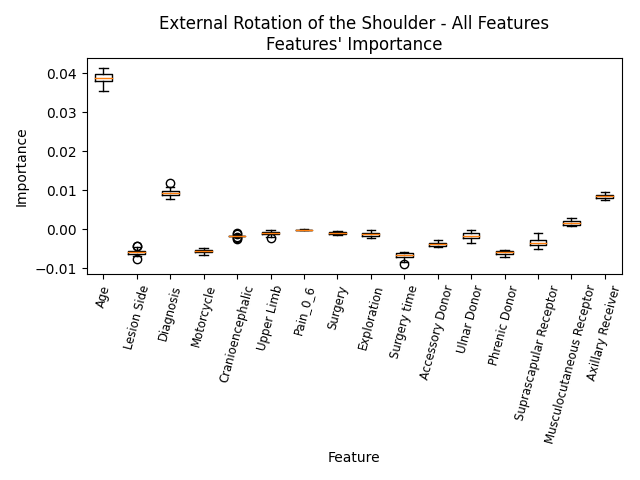 External Rotation of the Shoulder - All Features
Features' Importance
Importance
0.04
0.03
0.02
0.01
0.00
−0.01
Age
Lesion Side
Diagnosis
Motorcycle
Cranioencephalic
Upper Limb
Pain_0_6
Surgery
Exploration
Surgery time
Accessory Donor
Ulnar Donor
Phrenic Donor
Suprascapular Receptor
Musculocutaneous Receptor
Axillary Receiver
Feature